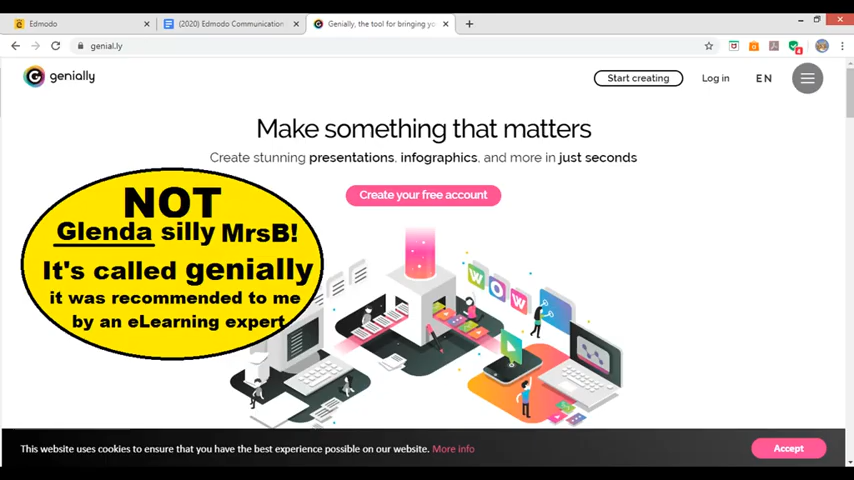 Edmodo
(2020) Edmodo Communication
Genially, the tool for bringing yo
genial.ly
genially
Start creating
Log in
EN
Make something that matters
Create stunning presentations, infographics, and more in just seconds
Create your free account
NOT
Glenda silly MrsB!
It's called genially
it was recommended to me
by an eLearning expert
WOW
This website uses cookies to ensure that you have the best experience possible on our website. More info
Accept